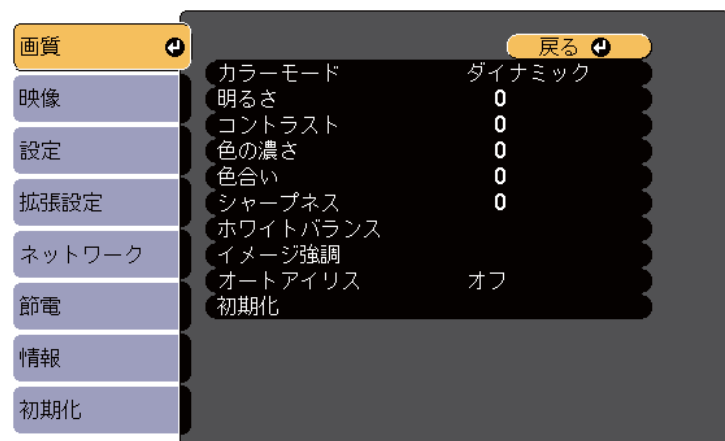 画質
映像
設定
拡張設定
ネットワーク
節電
情報
初期化
戻る
カラーモード ダイナミック
明るさ 0
コントラスト 0
色の濃さ 0
色合い 0
シャープネス 0
ホワイトバランス
イメージ強調
オートアイリス オフ
初期化